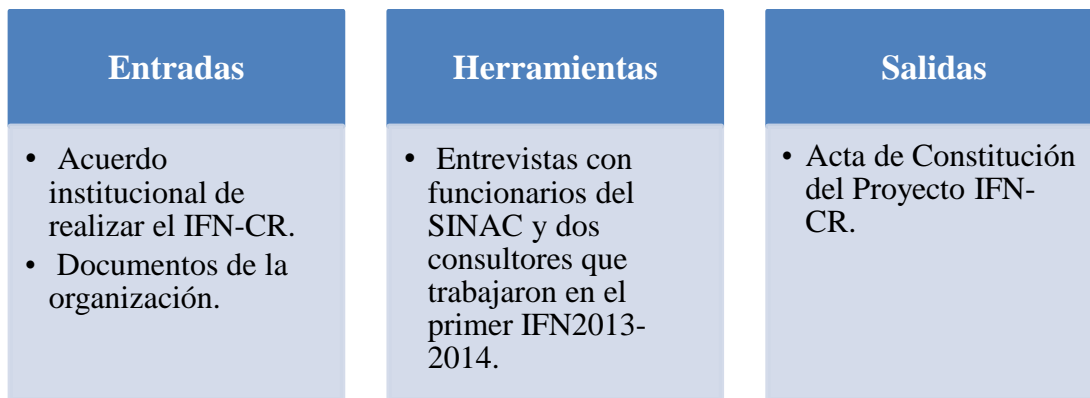 Entradas
• Acuerdo
institucional de
realizar el IFN-CR.
• Documentos de la
organización.
Herramientas
• Entrevistas con
funcionarios del
SINAC y dos
consultores que
trabajaron en el
primer IFN2013-
2014.
Salidas
• Acta de Constitución
del Proyecto IFN-
CR.